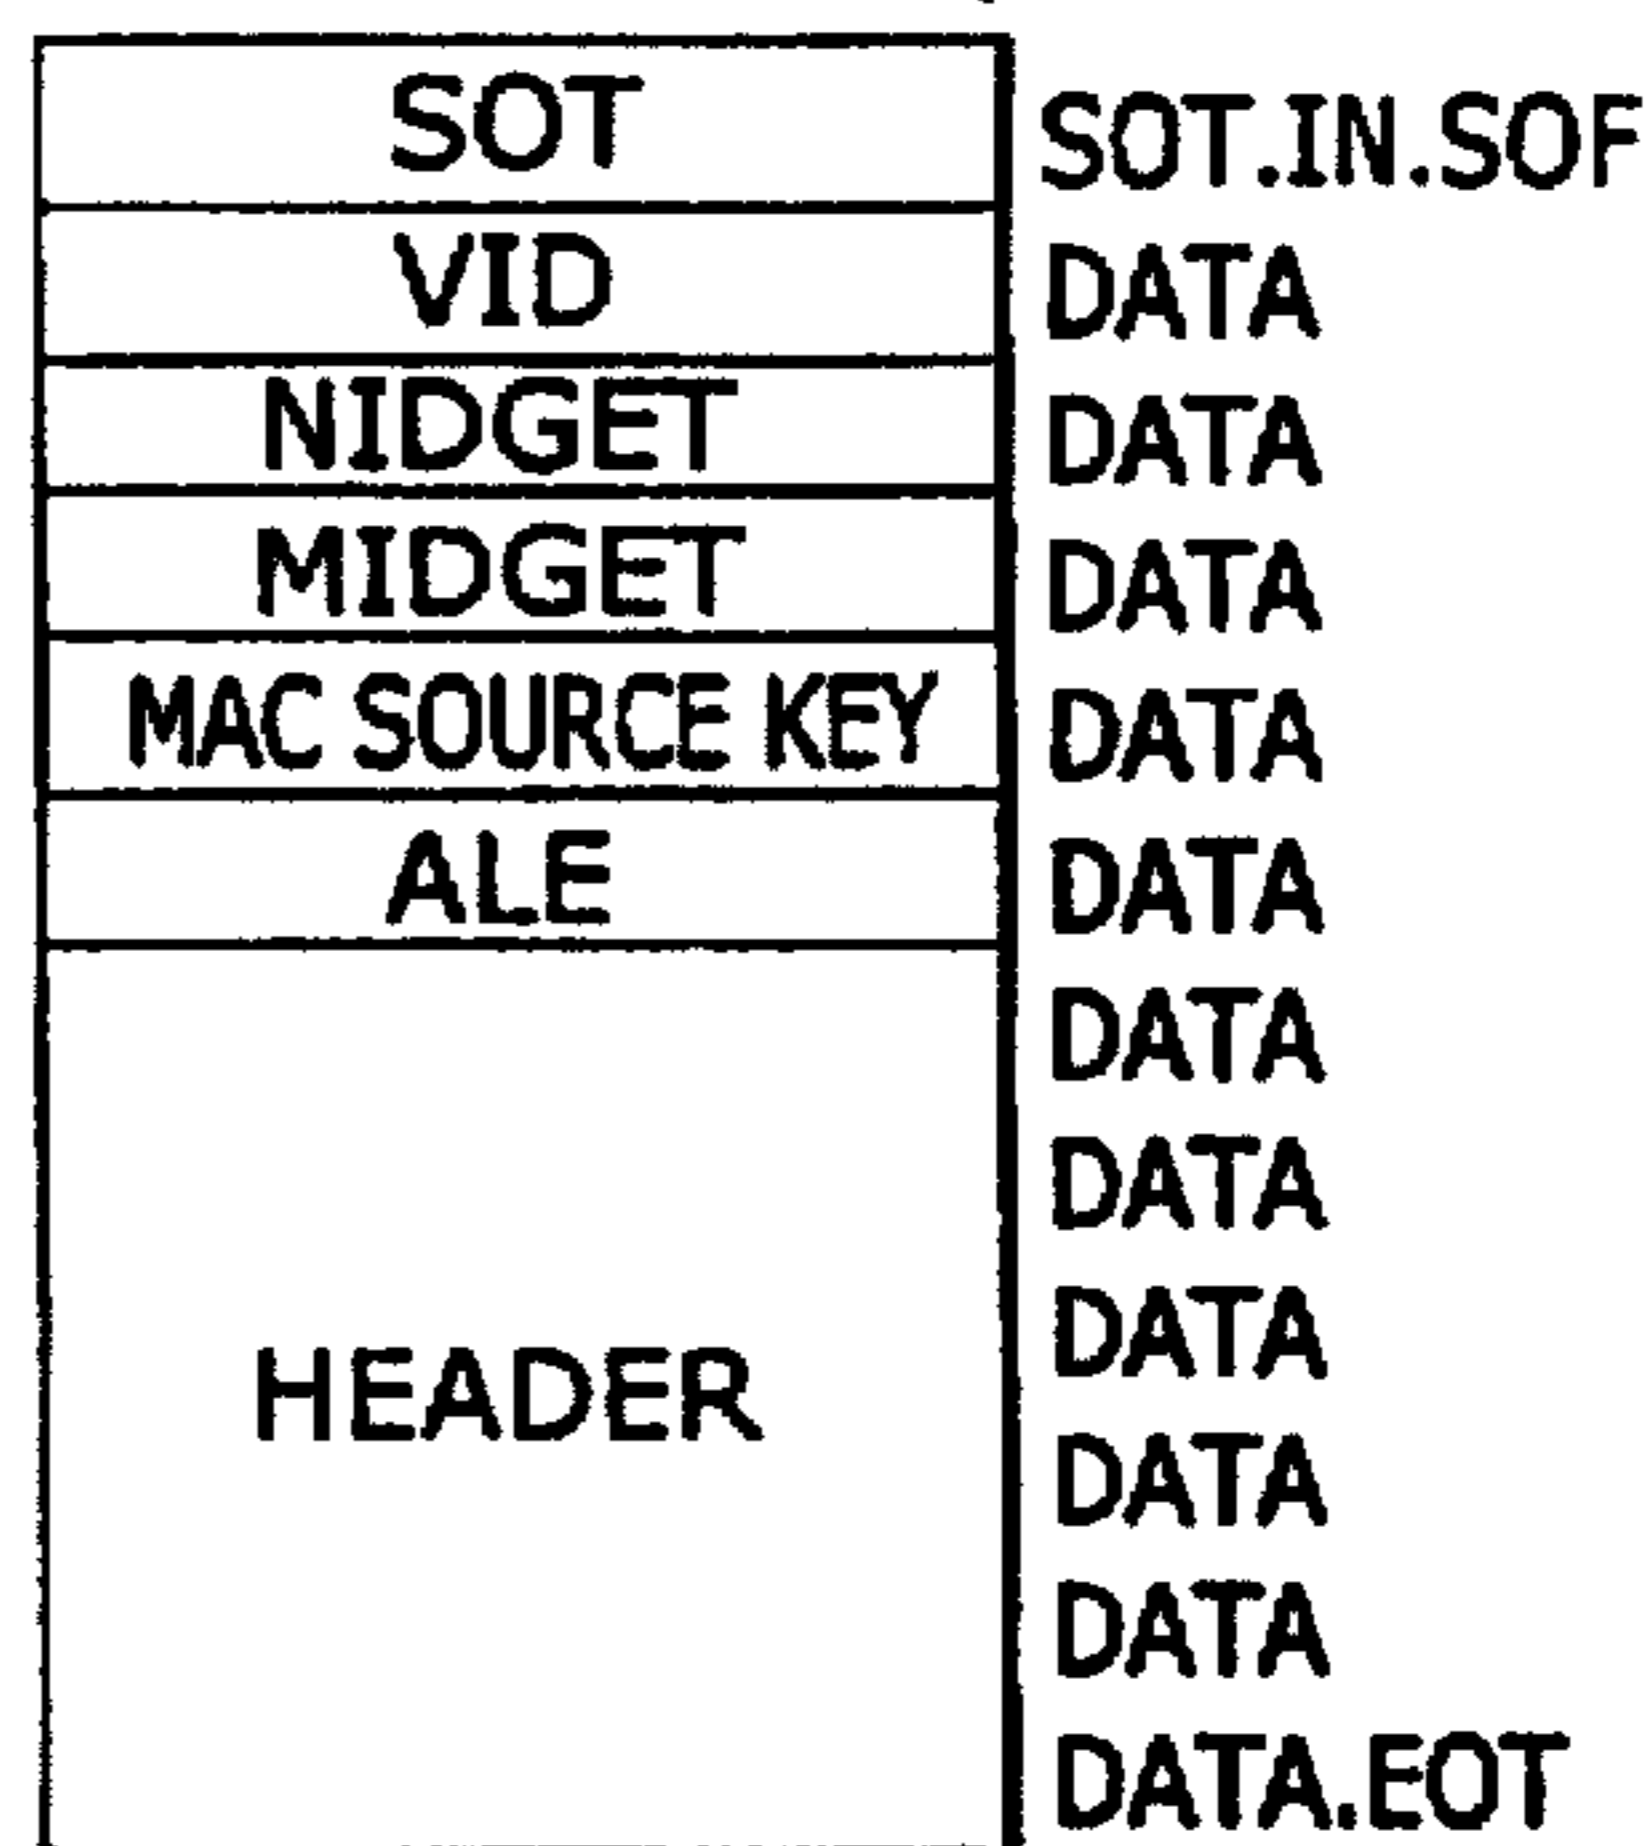 SOT SOT.IN.SOF
VID DATA
NIDGET DATA
MIDGET DATA
MAC SOURCE KEY DATA
ALE DATA
DATA
DATA
DATA
HEADER
DATA
DATA
DATA.EOT